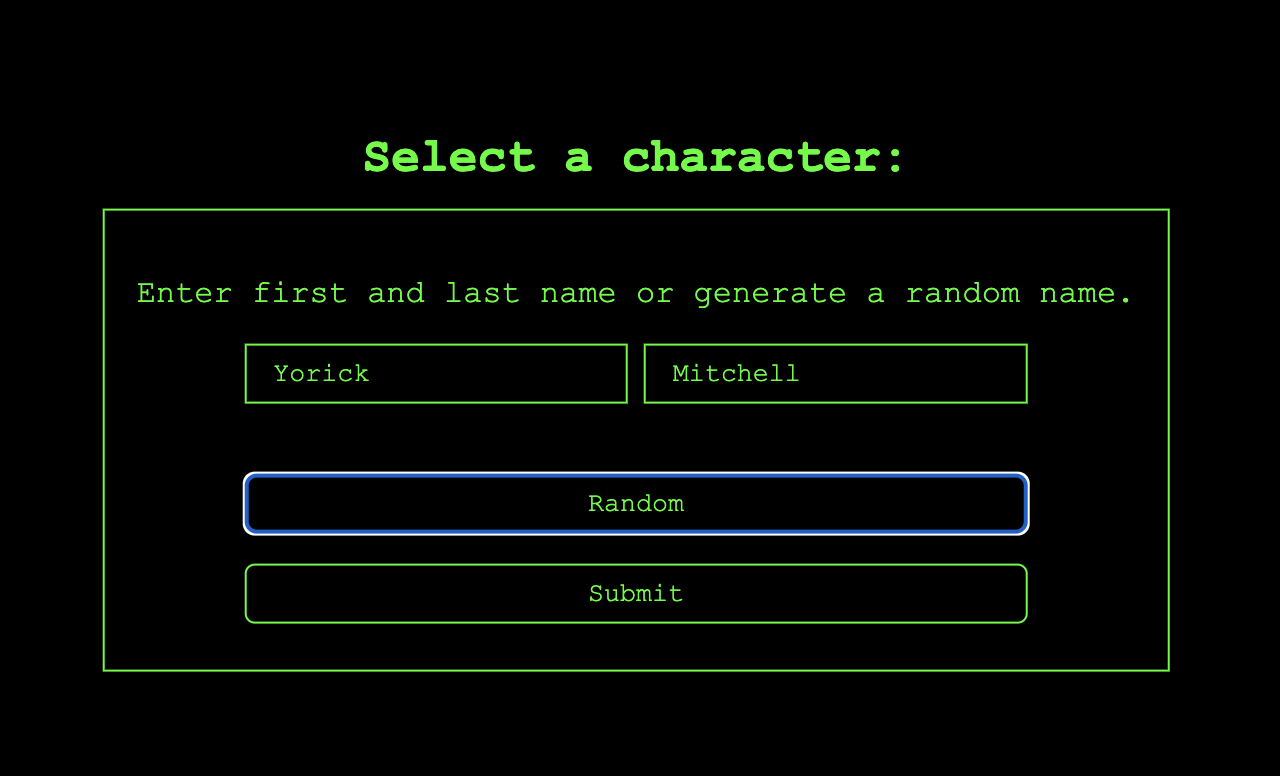 Select a character:
Enter first and last name or generate a random name.
Yorick Mitchell
Random
Submit